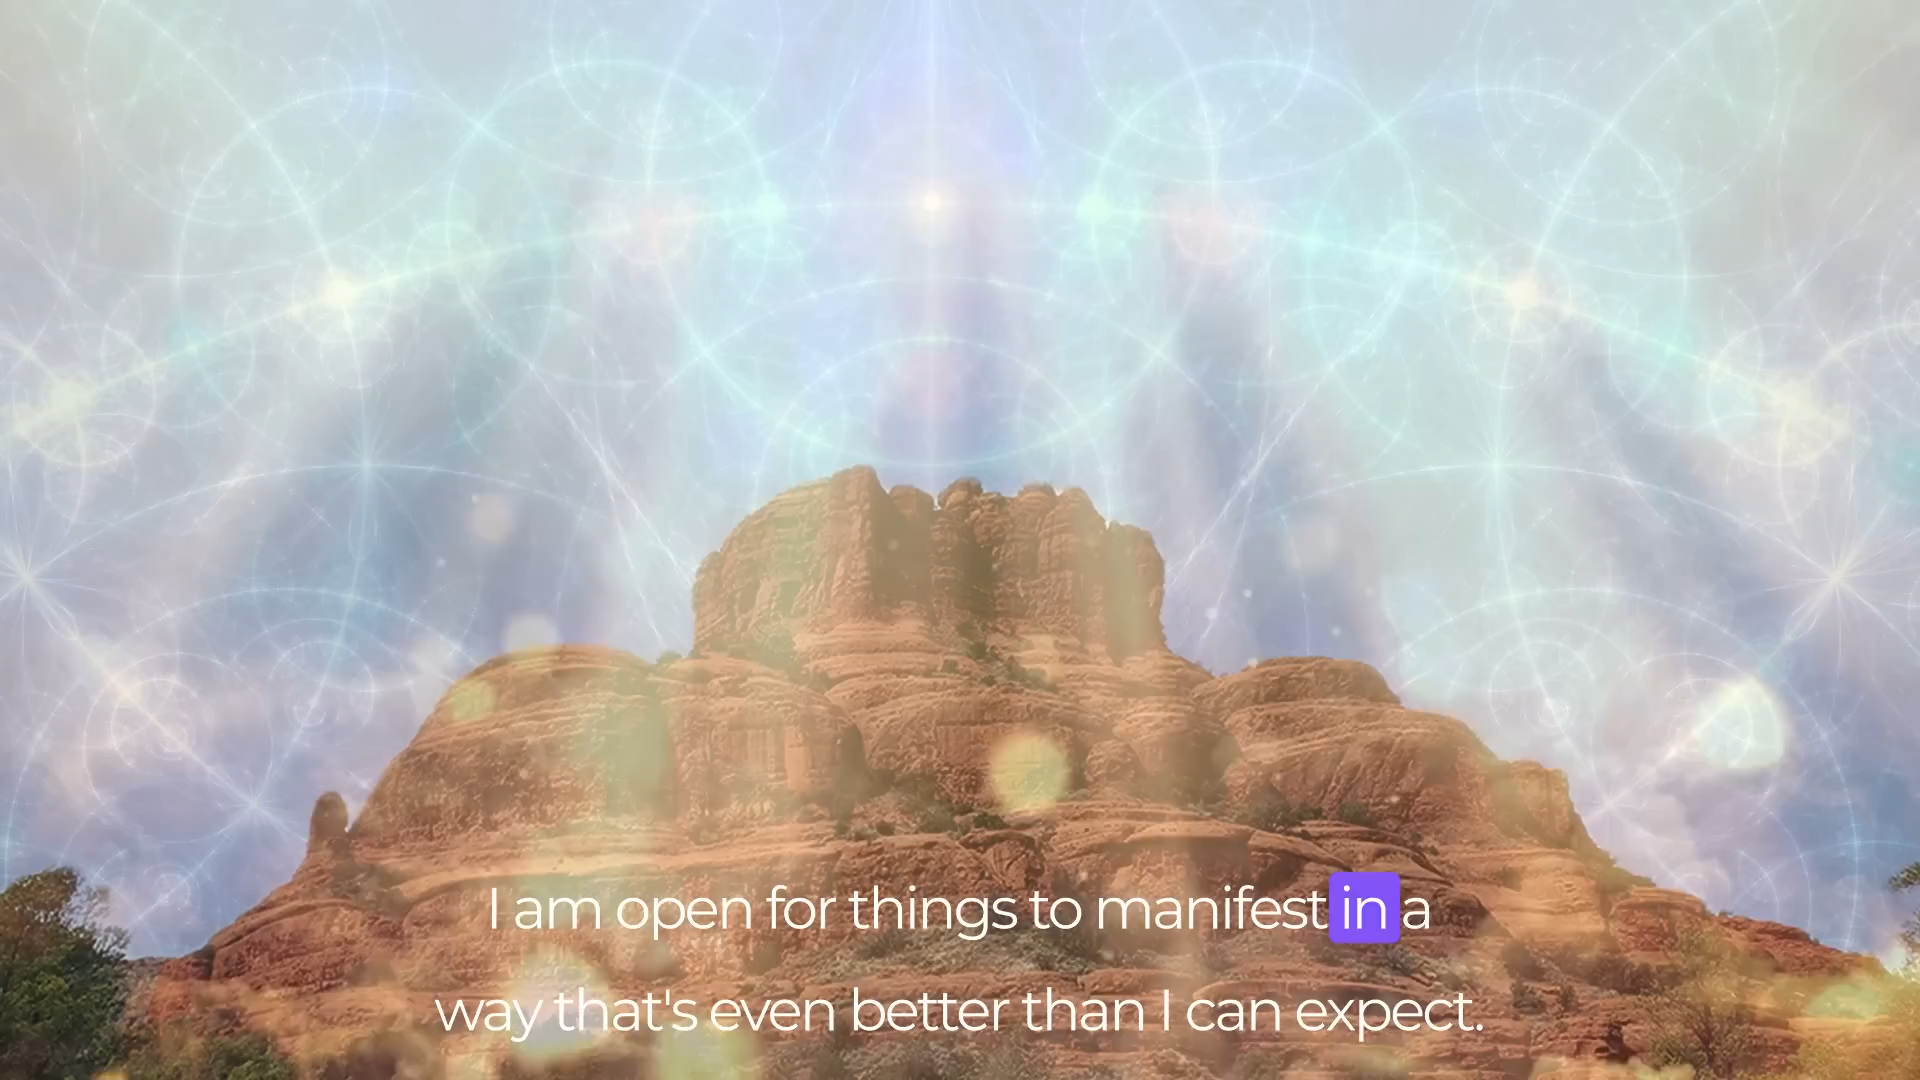 I am open for things to manifest in a
way that's even better than I can expect.